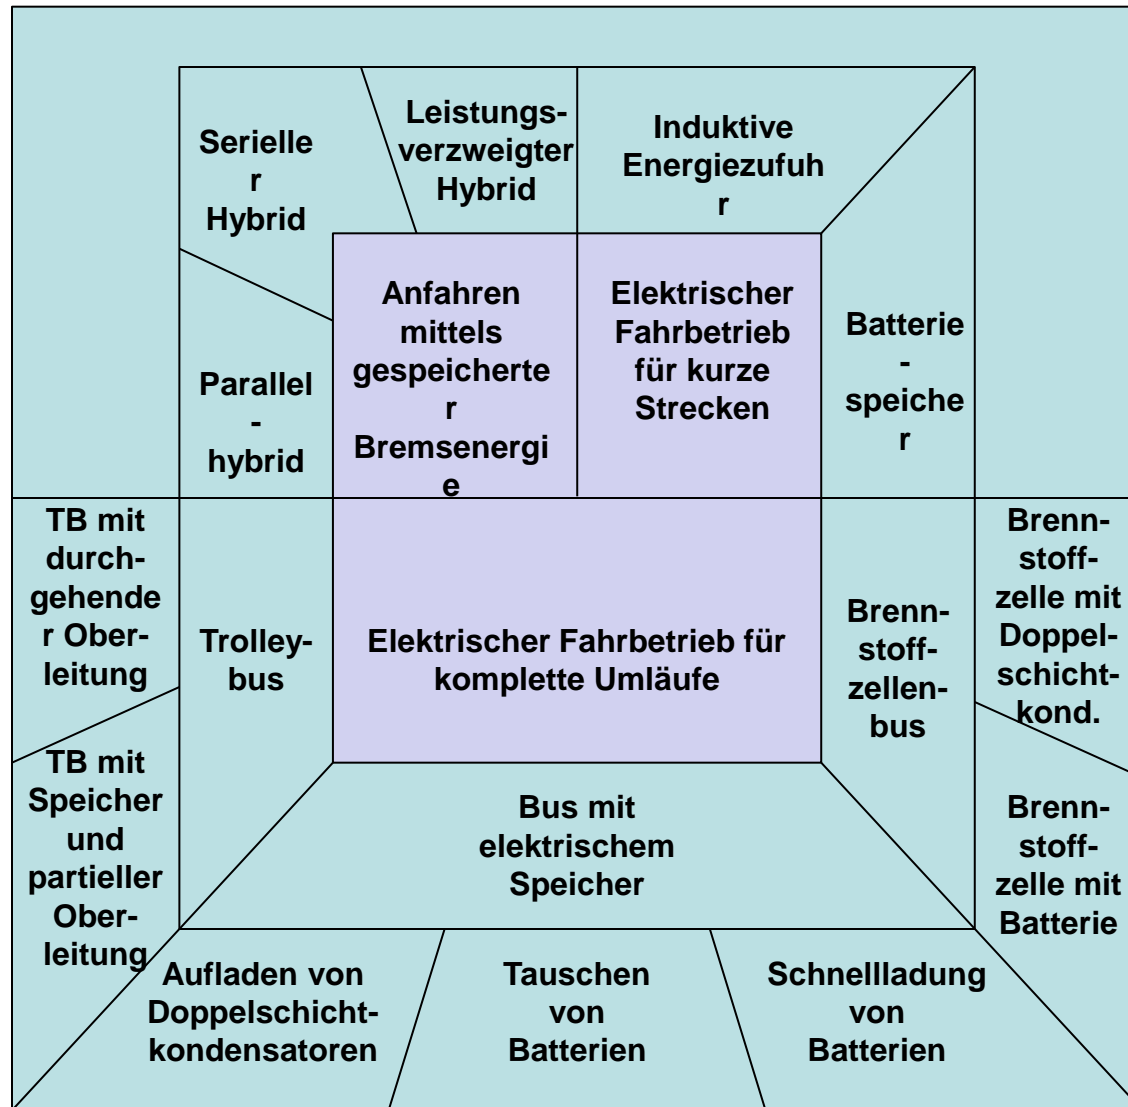 Serielle
r
Hybrid
Leistungs-
verzweigter
Hybrid
Induktive
Energiezufuh
r
Parallel
-
hybrid
Anfahren
mittels
gespeicherte
r
Bremsenergi
e
Elektrischer
Fahrbetrieb
für kurze
Strecken
Batterie
-
speiche
r
TB mit
durch-
gehende
r Ober-
leitung
Trolley-
bus
Elektrischer Fahrbetrieb für
komplette Umläufe
Brenn-
stoff-
zellen-
bus
Brenn-
stoff-
zelle mit
Doppel-
schicht-
kond.
TB mit
Speicher
und
partieller
Ober-
leitung
Bus mit
elektrischem
Speicher
Brenn-
stoff-
zelle mit
Batterie
Aufladen von
Doppelschicht-
kondensatoren
Tauschen
von
Batterien
Schnellladung
von
Batterien